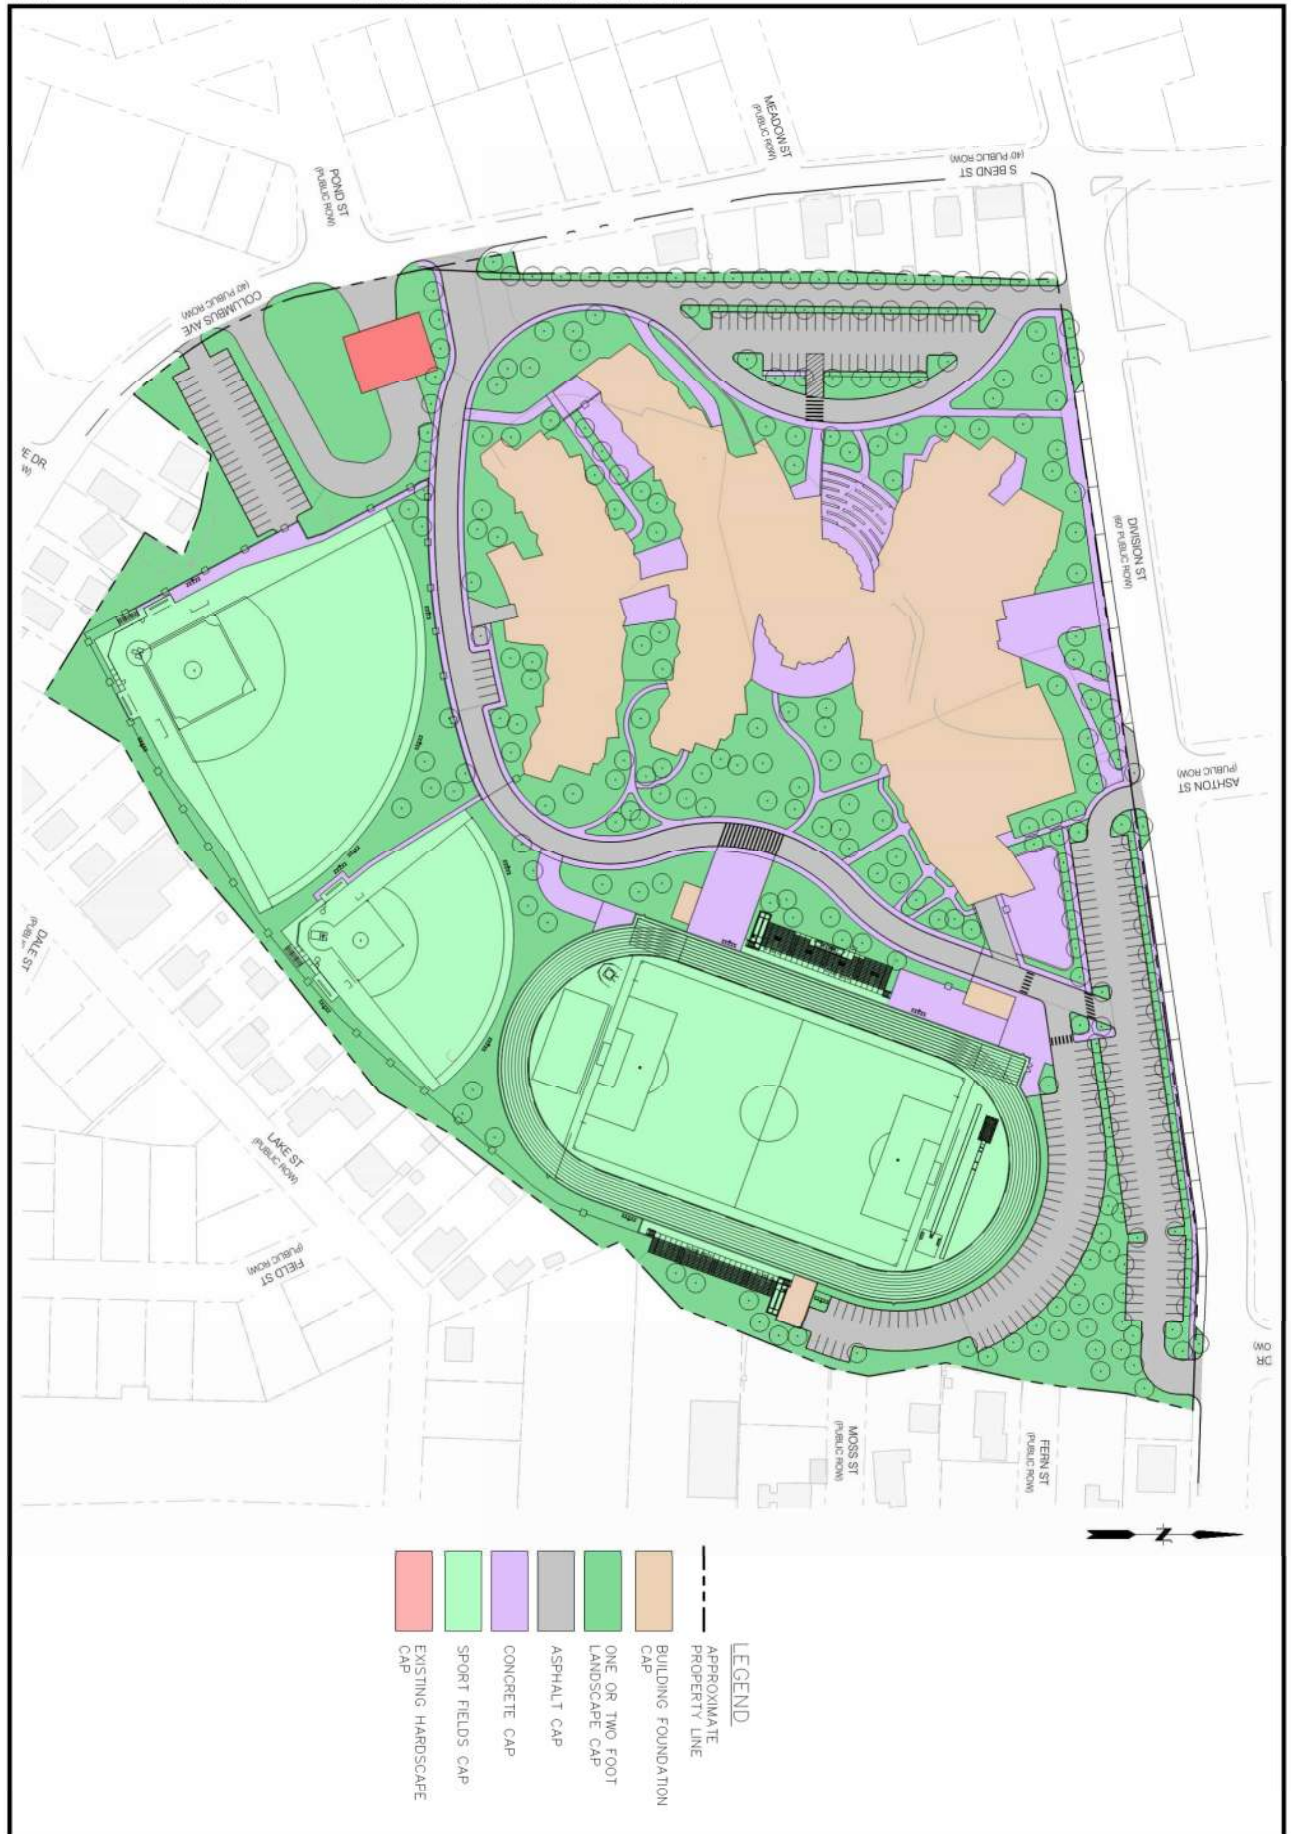 MEADOW ST
(PUBLIC ROW)
S BEND ST
(40' PUBLIC ROW)
POND ST
(PUBLIC ROW)
COLUMBUS AVE
(40' PUBLIC ROW)
DIVISION ST
(60' PUBLIC ROW)
ASHTON ST
(PUBLIC ROW)
DALE ST
LAKE ST
(PUBLIC ROW)
FIELD ST
(PUBLIC ROW)
MOSS ST
(PUBLIC ROW)
FERN ST
(PUBLIC ROW)
DR
OW)
E DR.
W)
N
LEGEND
APPROXIMATE
PROPERTY LINE
BUILDING FOUNDATION
CAP
ONE OR TWO FOOT
LANDSCAPE CAP
ASPHALT CAP
CONCRETE CAP
SPORT FIELDS CAP
EXISTING HARDSCAPE
CAP